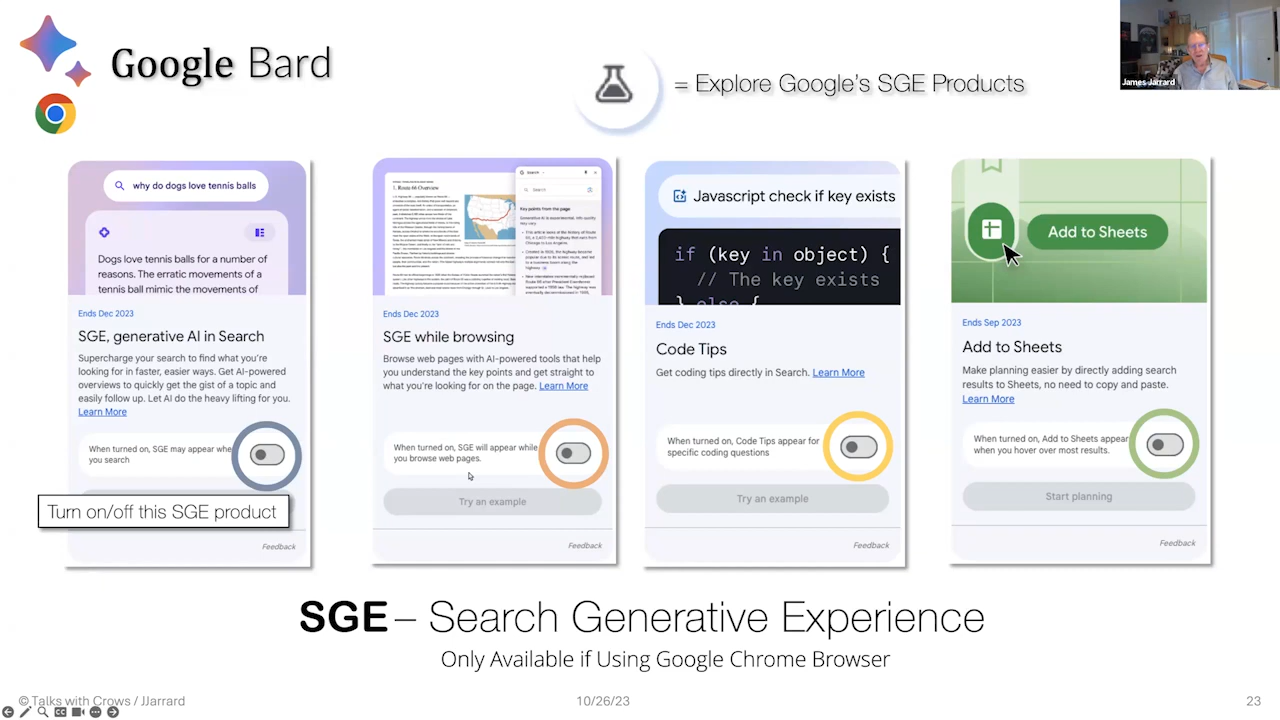 Google Bard
= Explore Google's SGE Products
James Jarrard
why do dogs love tennis balls
Dogs love tennis balls for a number of
reasons. The erratic movements of a
tennis ball mimic the movements of
Ends Dec 2023
SGE, generative AI in Search
Supercharge your search to find what you're
looking for in faster, easier ways. Get AI-powered
overviews to quickly get the gist of a topic and
easily follow up. Let AI do the heavy lifting for you.
Learn More
When turned on, SGE may appear whe
you search
Turn on/off this SGE product
Feedback
1. Route 66 Overview
Search
Search
Key points from the page
Ends Dec 2023
SGE while browsing
Browse web pages with AI-powered tools that help
you understand the key points and get straight to
what you're looking for on the page. Learn More
When turned on, SGE will appear while
you browse web pages.
Try an example
Feedback
Javascript check if key exists
if (key in object) {
// The key exists
} else {
Ends Dec 2023
Code Tips
Get coding tips directly in Search. Learn More
When turned on, Code Tips appear for
specific coding questions
Try an example
Feedback
Add to Sheets
Ends Sep 2023
Add to Sheets
Make planning easier by directly adding search
results to Sheets, no need to copy and paste.
Learn More
When turned on, Add to Sheets appear
when you hover over most results.
Start planning
Feedback
SGE – Search Generative Experience
Only Available if Using Google Chrome Browser
© Talks with Crows / JJarrard
10/26/23
23